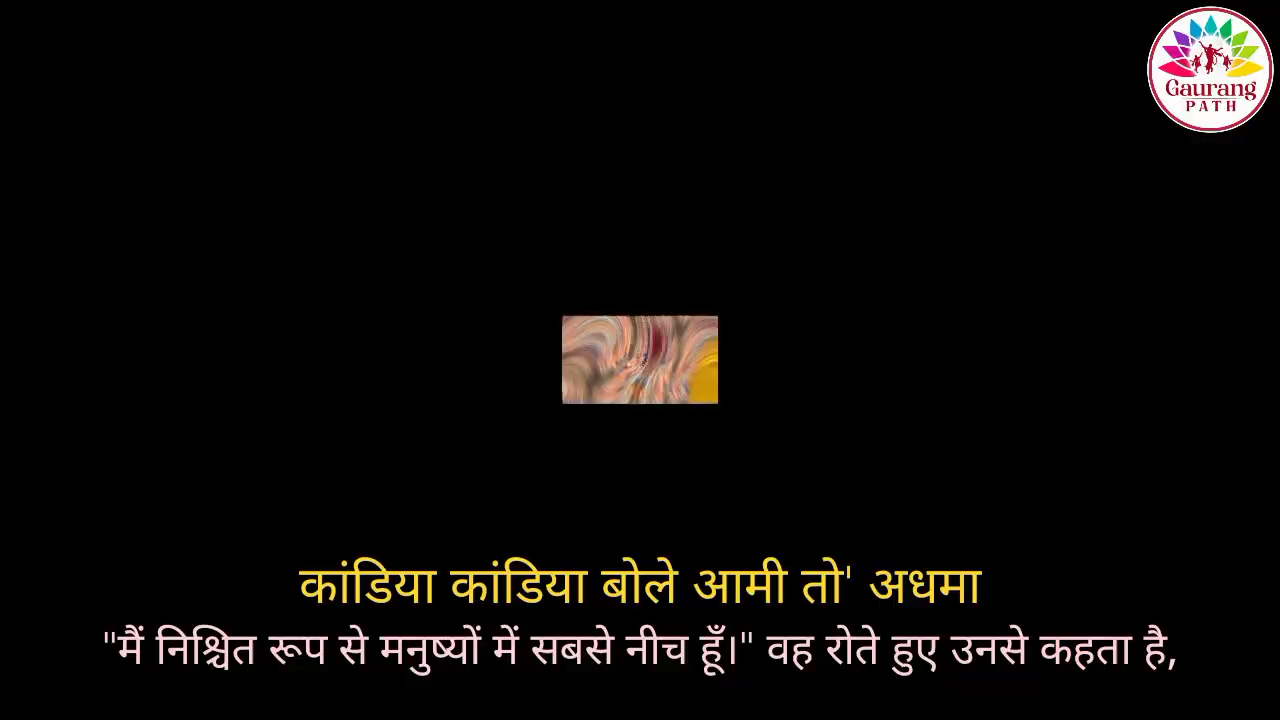 Gaurang
PATH
कांडिया कांडिया बोले आमी तो' अधमा
"मैं निश्चित रूप से मनुष्यों में सबसे नीच हूँ।" वह रोते हुए उनसे कहता है,